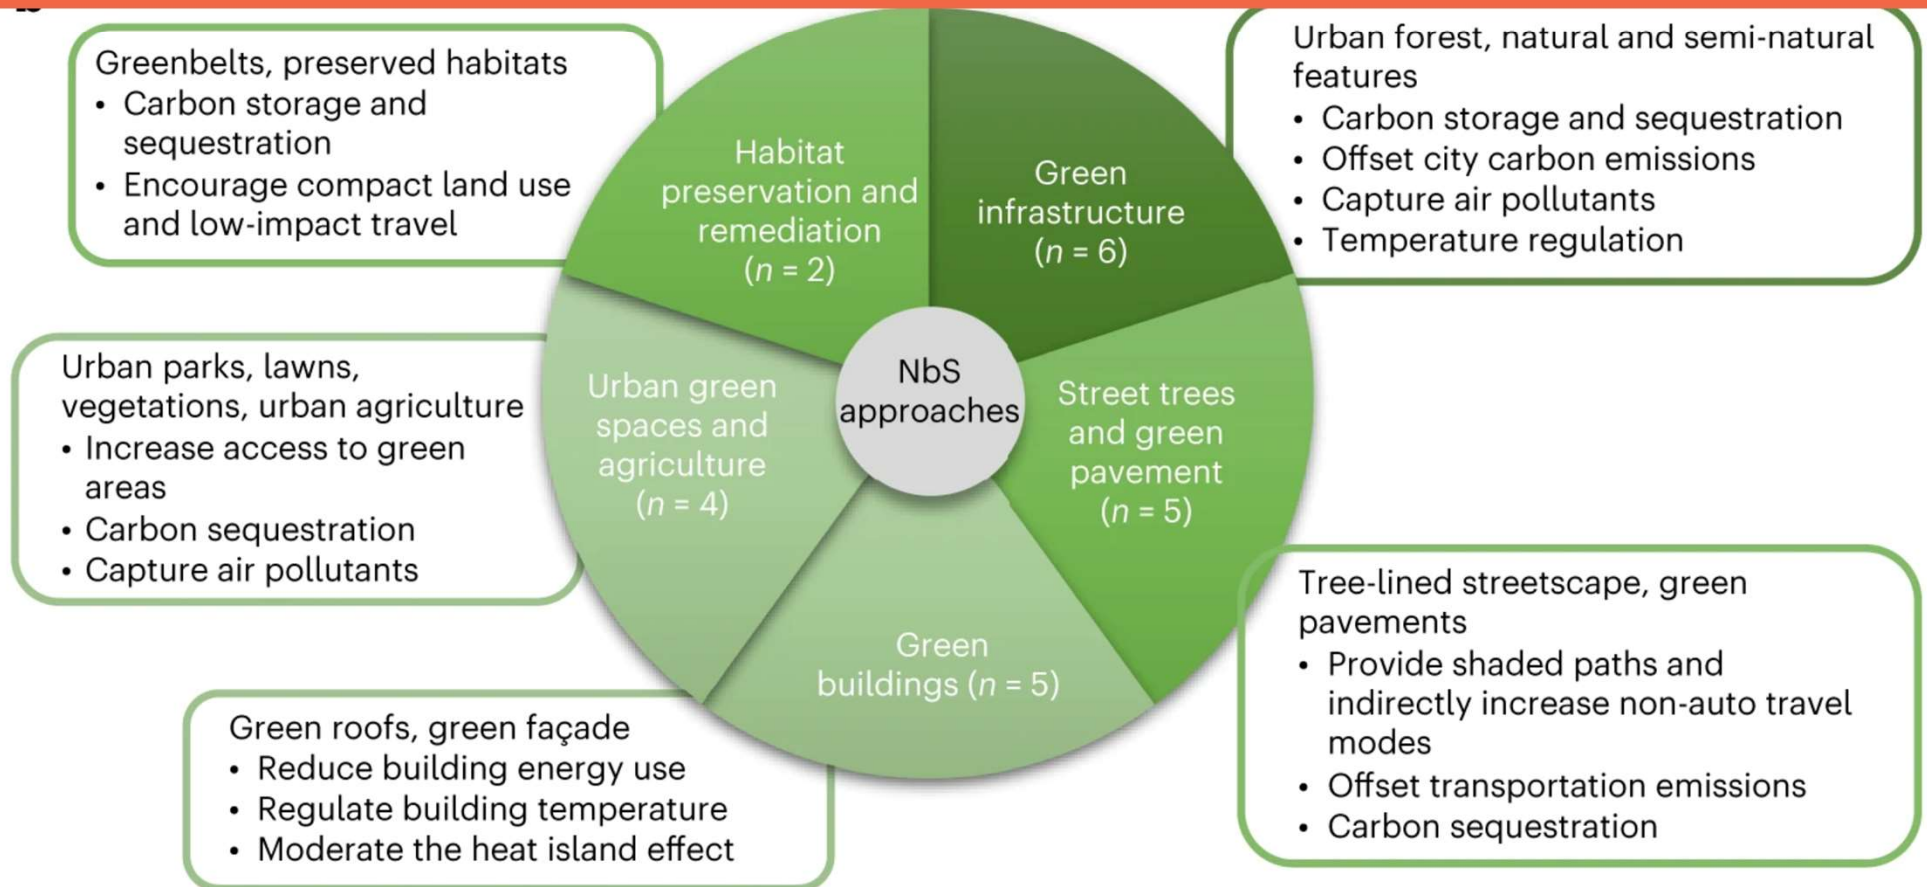 Greenbelts, preserved habitats
• Carbon storage and
sequestration
• Encourage compact land use
and low-impact travel
Habitat
preservation and
remediation
(n = 2)
Green
infrastructure
(n = 6)
Urban forest, natural and semi-natural
features
• Carbon storage and sequestration
• Offset city carbon emissions
• Capture air pollutants
• Temperature regulation
Urban parks, lawns,
vegetations, urban agriculture
• Increase access to green
areas
• Carbon sequestration
• Capture air pollutants
Urban green
spaces and
agriculture
(n = 4)
NbS
approaches
Street trees
and green
pavement
(n = 5)
Green
buildings (n = 5)
Tree-lined streetscape, green
pavements
• Provide shaded paths and
indirectly increase non-auto travel
modes
• Offset transportation emissions
• Carbon sequestration
Green roofs, green façade
• Reduce building energy use
• Regulate building temperature
• Moderate the heat island effect